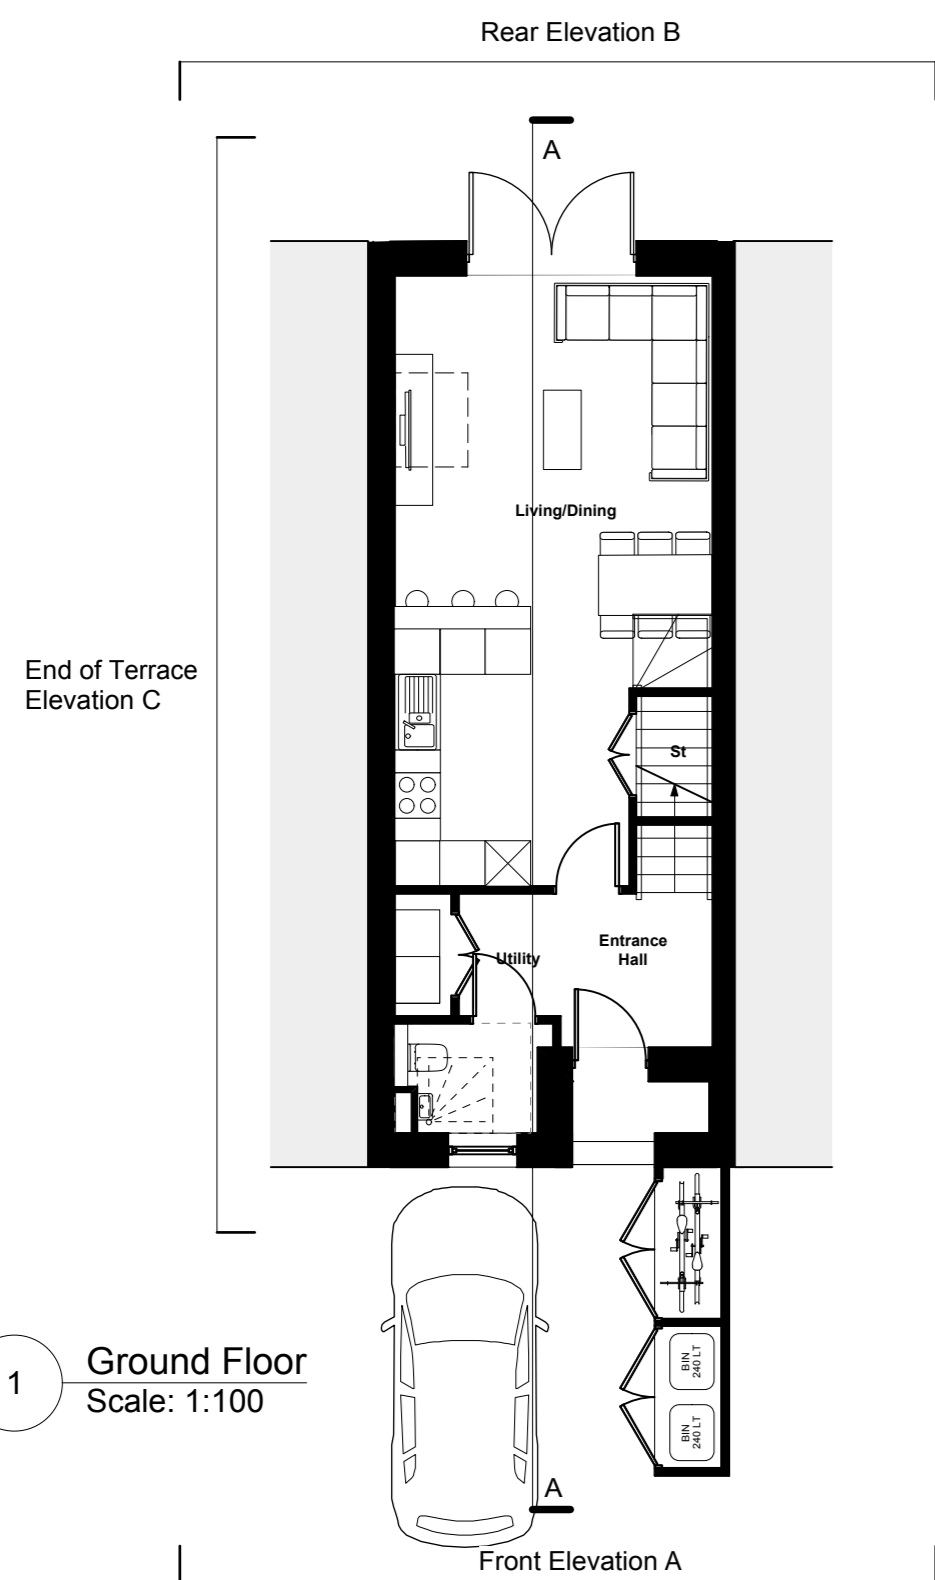 Rear Elevation B
A
Living/Dining
End of Terrace
Elevation C
St
Entrance
Hall
Utility
BIN
240 LT
BIN
240 LT
1
Ground Floor
Scale: 1:100
A
Front Elevation A